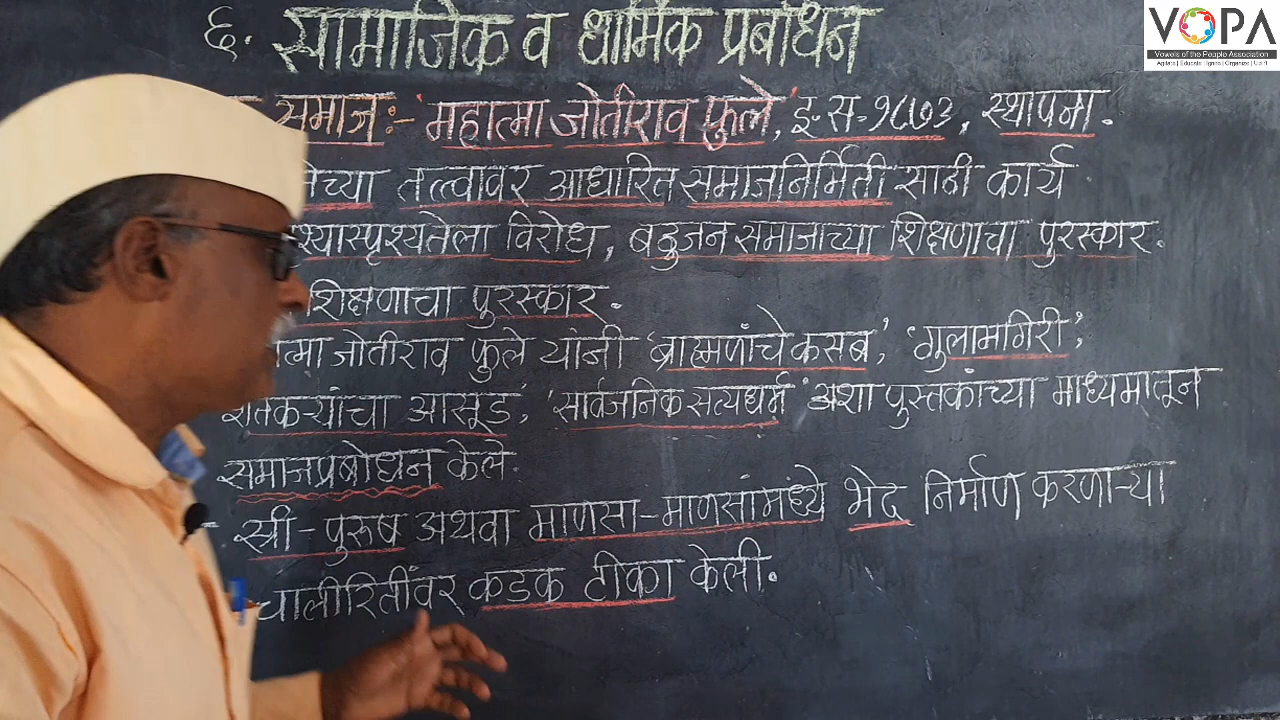 ६. सामाजिक व धार्मिक प्रबोधन
VOPA
Vowels of the People Association
समाज :- 'महात्मा जोतीराव फुले', इ.स.१८७३, स्थापना.
तत्त्वावर आधारित समाजनिर्मिती साठी कार्य
श्यास्पृश्यतेला विरोध, बहुजन समाजाच्या शिक्षणाचा पुरस्कार.
शिक्षणाचा पुरस्कार.
त्मा जोतीराव फुले यांनी 'ब्राह्मणांचे कसब', 'गुलामगिरी',
शेतकऱ्यांचा आसूड, 'सार्वजनिक सत्यधर्म' अशा पुस्तकांच्या माध्यमातून
समाजप्रबोधन केले.
- स्त्री-पुरुष अथवा माणसा-माणसांमध्ये भेद निर्माण करणाऱ्या
चालीरितींवर कडक टीका केली.